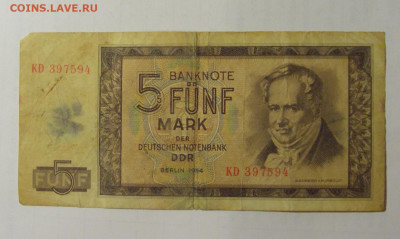 COINS.LAVE.RU
KD 397594
BANKNOTE
5 FÜNF
MARK
DER
DEUTSCHEN NOTENBANK
DDR
BERLIN 1964
KD 397594
5
FÜNF